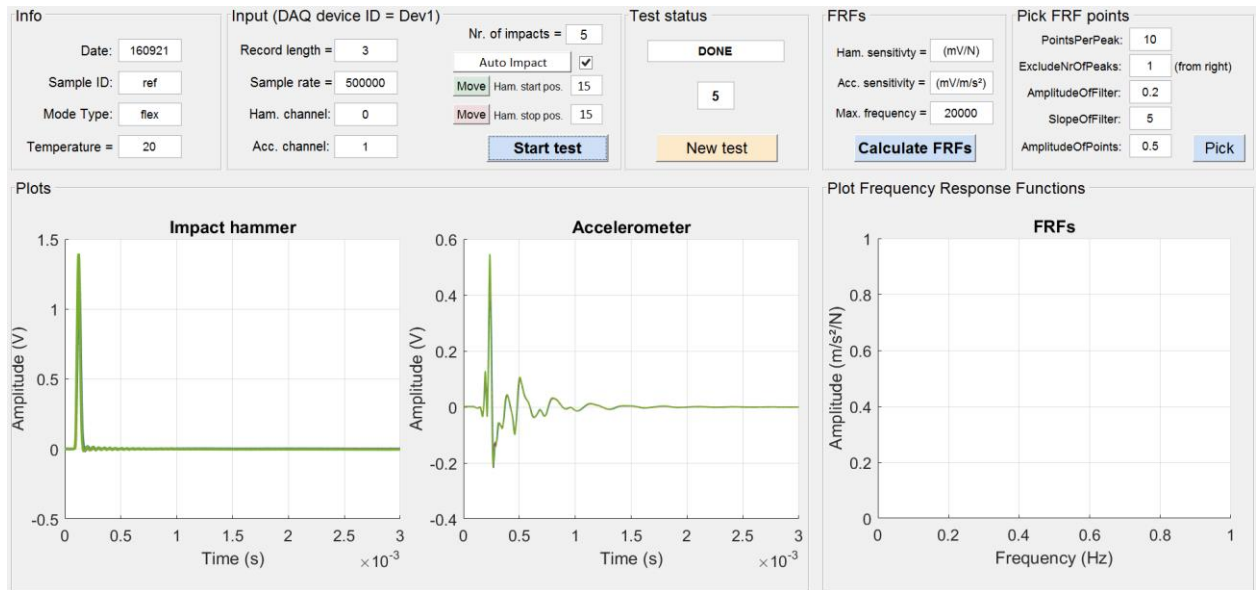 Info
Date: 160921
Sample ID: ref
Mode Type: flex
Temperature = 20
Input (DAQ device ID = Dev1)
Record length = 3
Sample rate = 500000
Ham. channel: 0
Acc. channel: 1
Nr. of impacts = 5
Auto Impact
Move Ham. start pos. 15
Move Ham. stop pos. 15
Start test
Test status
DONE
5
New test
FRFs
Ham. sensitivty = (mV/N)
Acc. sensitivity = (mV/m/s²)
Max. frequency = 20000
Calculate FRFs
Pick FRF points
PointsPerPeak: 10
ExcludeNrOfPeaks: 1 (from right)
AmplitudeOfFilter: 0.2
SlopeOfFilter: 5
AmplitudeOfPoints: 0.5
Pick
Plots
Impact hammer
Amplitude (V)
1.5
1
0.5
0
-0.5
0 0.5 1 1.5 2 2.5 3
Time (s)
×10⁻³
Accelerometer
Amplitude (V)
0.6
0.4
0.2
0
-0.2
-0.4
0 0.5 1 1.5 2 2.5 3
Time (s)
×10⁻³
Plot Frequency Response Functions
FRFs
Amplitude (m/s²/N)
1
0.8
0.6
0.4
0.2
0
0 0.2 0.4 0.6 0.8 1
Frequency (Hz)